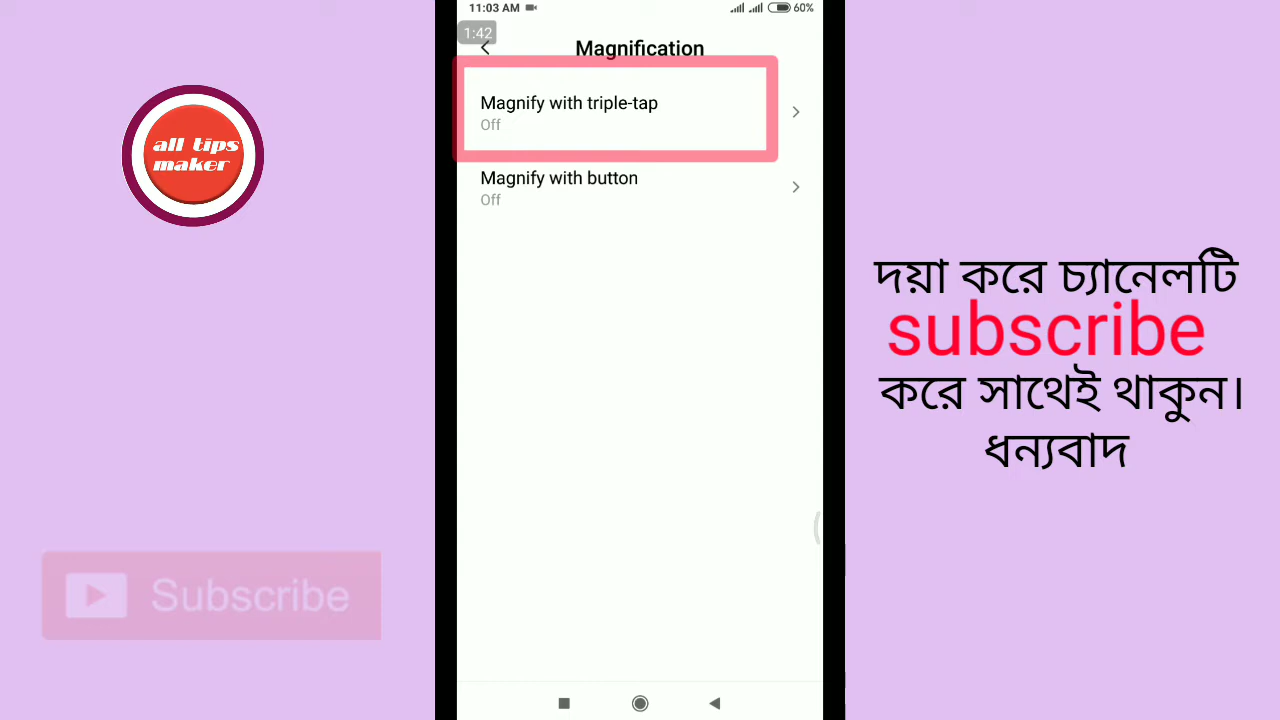 11:03 AM
60%
1:42
Magnification
Magnify with triple-tap
Off
Magnify with button
Off
all tips
maker
দয়া করে চ্যানেলটি
subscribe
করে সাথেই থাকুন।
ধন্যবাদ
Subscribe